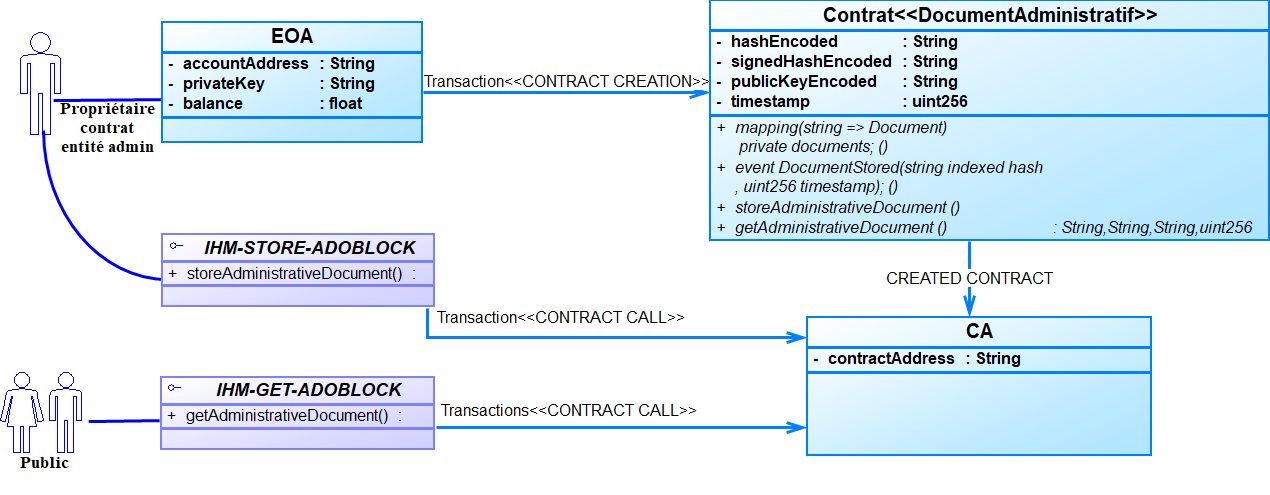 Contrat<<DocumentAdministratif>>
- hashEncoded : String
- signedHashEncoded : String
- publicKeyEncoded : String
- timestamp : uint256
+ mapping(string => Document)
private documents; ()
+ event DocumentStored(string indexed hash
, uint256 timestamp); ()
+ storeAdministrativeDocument ()
+ getAdministrativeDocument () : String,String,String,uint256
EOA
- accountAddress : String
- privateKey : String
- balance : float
Transaction<<CONTRACT CREATION>>
Propriétaire
contrat
entité admin
IHM-STORE-ADOBLOCK
+ storeAdministrativeDocument() :
CREATED CONTRACT
Transaction<<CONTRACT CALL>>
CA
- contractAddress : String
IHM-GET-ADOBLOCK
+ getAdministrativeDocument() :
Transactions<<CONTRACT CALL>>
Public